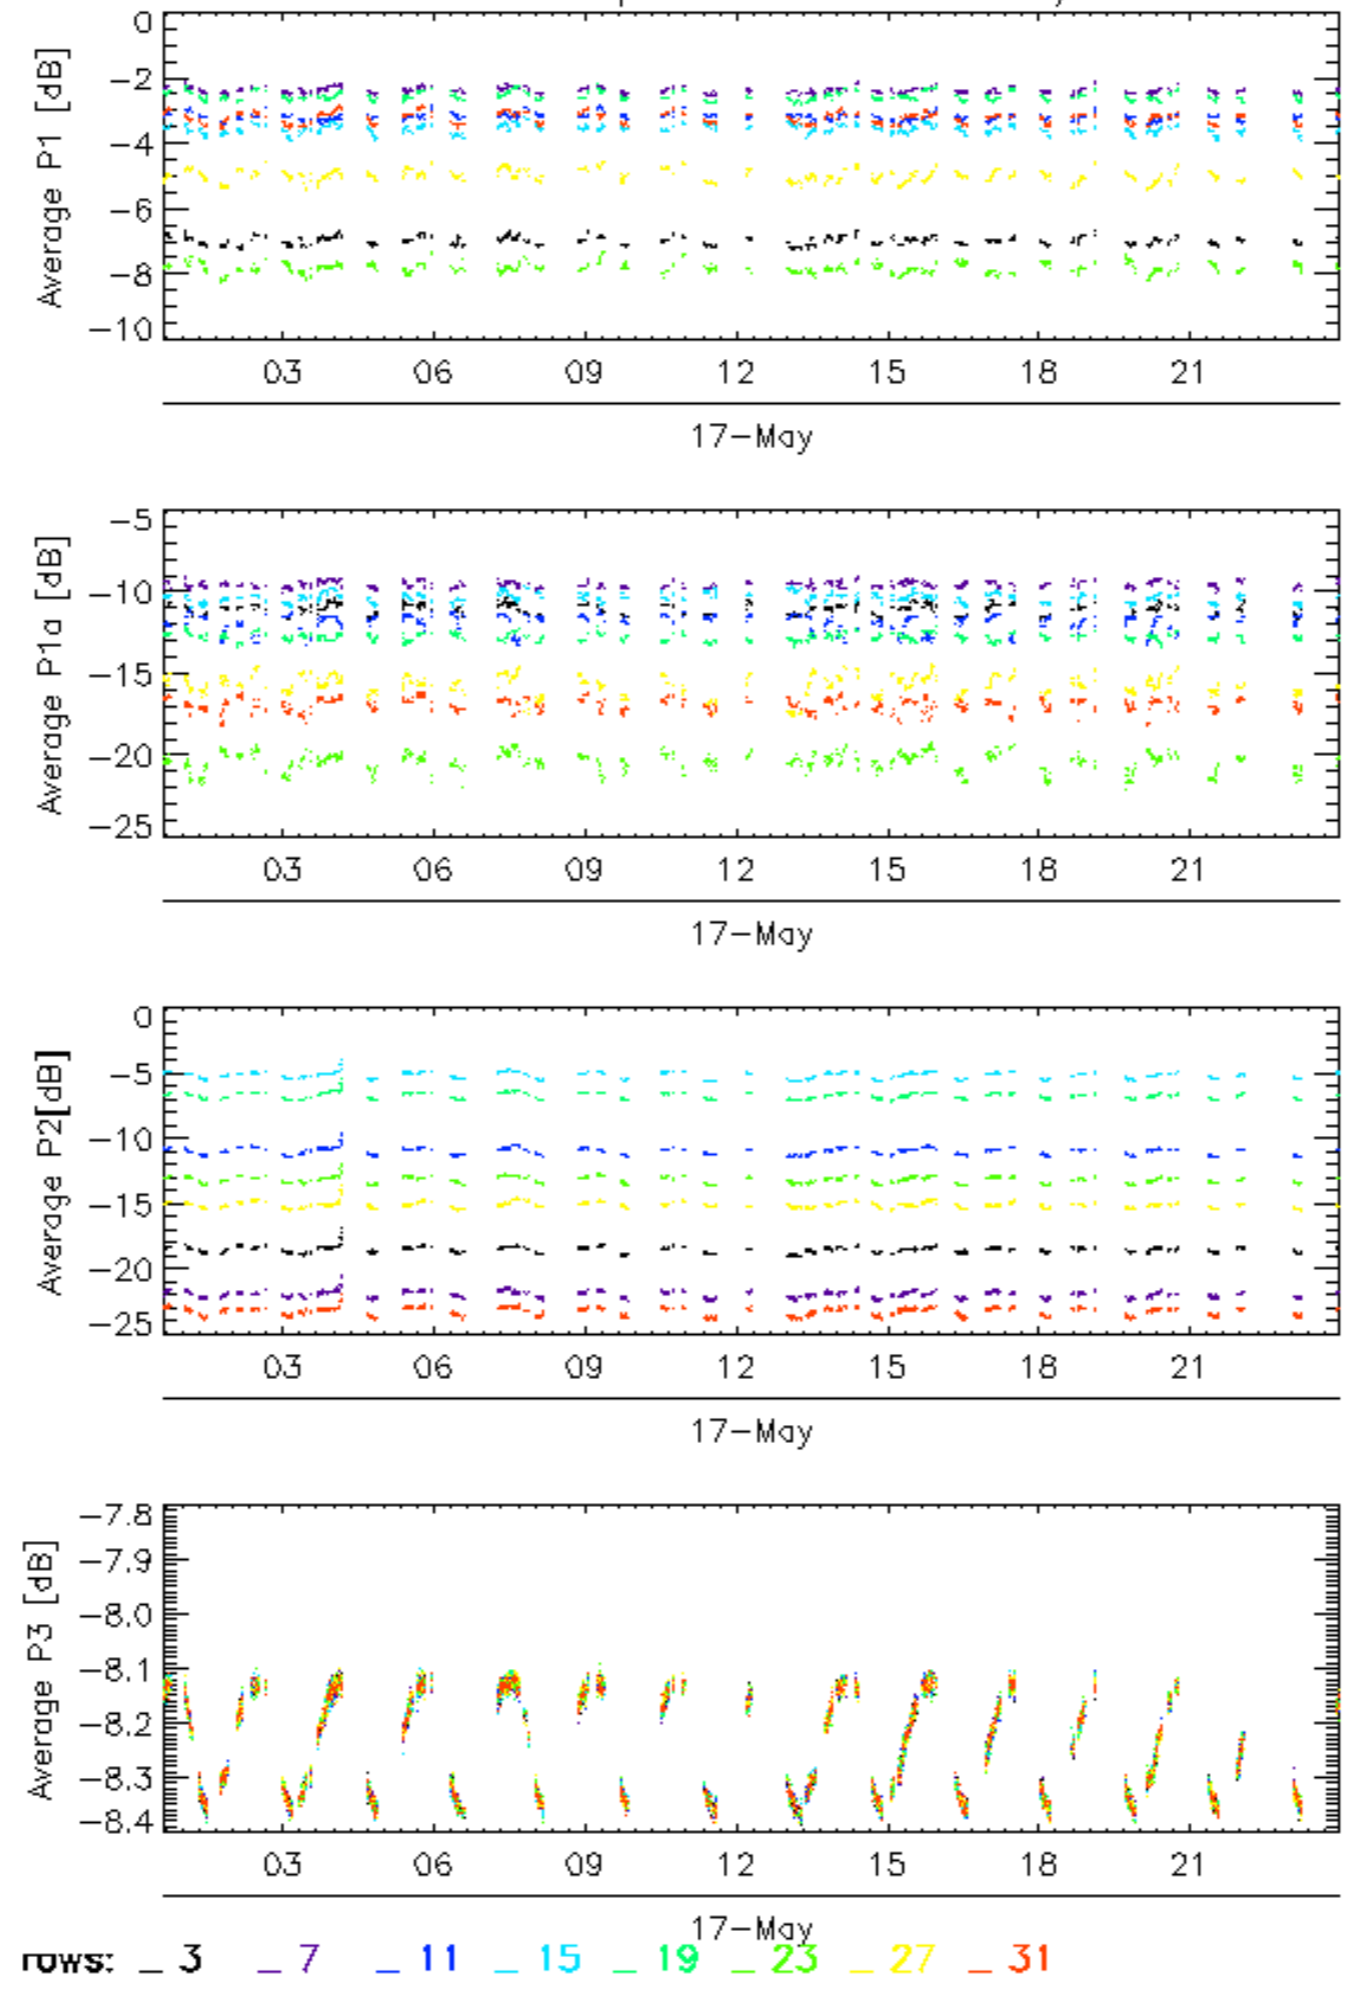 0
−2
−4
−6
−8
−10
Average P1 [dB]
03 06 09 12 15 18 21
17−May
−5
−10
−15
−20
−25
Average P1a [dB]
03 06 09 12 15 18 21
17−May
0
−5
−10
−15
−20
−25
Average P2[dB]
03 06 09 12 15 18 21
17−May
−7.8
−7.9
−8.0
−8.1
−8.2
−8.3
−8.4
Average P3 [dB]
03 06 09 12 15 18 21
17−May
rows: _ 3 _ 7 _ 11 _ 15 _ 19 _ 23 _ 27 _ 31